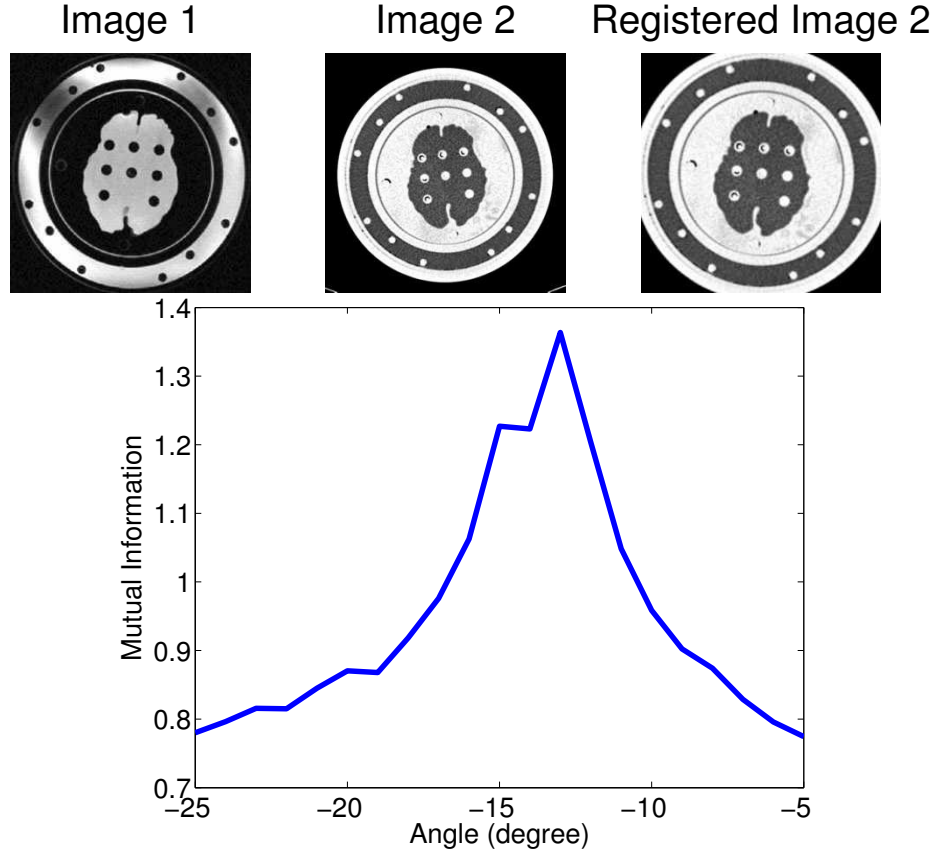 Image 1
Image 2
Registered Image 2
1.4
1.3
1.2
1.1
1
0.9
0.8
0.7
Mutual Information
−25
−20
−15
−10
−5
Angle (degree)